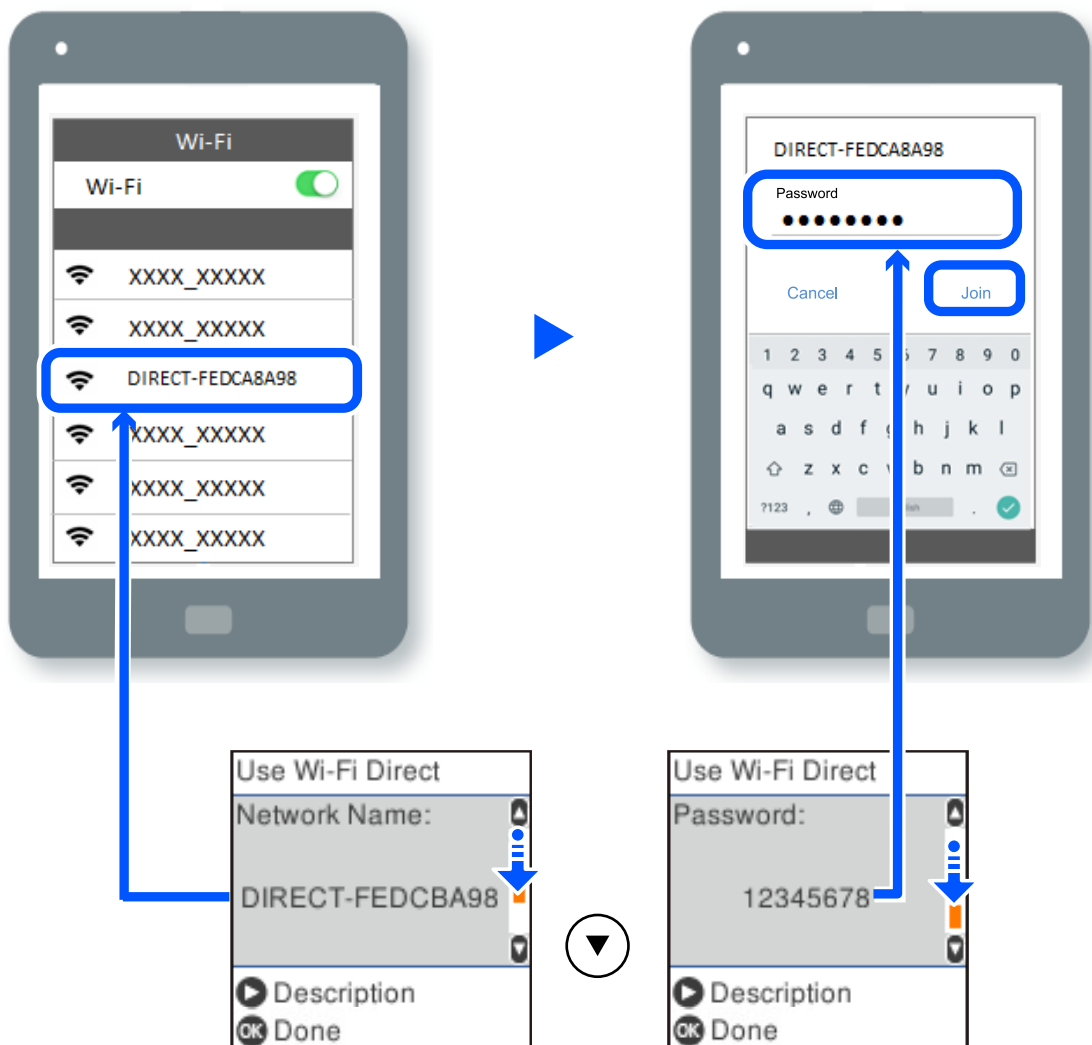 Wi-Fi
Wi-Fi
XXXX_XXXXX
XXXX_XXXXX
DIRECT-FEDCA8A98
XXXX_XXXXX
XXXX_XXXXX
XXXX_XXXXX
DIRECT-FEDCA8A98
Password
●●●●●●●●
Cancel
Join
1 2 3 4 5 7 8 9 0
q w e r t u i o p
a s d f h j k l
z x c b n m
?123 , .
Use Wi-Fi Direct
Network Name:
DIRECT-FEDCBA98
Description
OK Done
Use Wi-Fi Direct
Password:
12345678
Description
OK Done